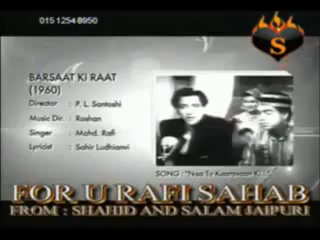 015 1254 8950
S
BARSAAT KI RAAT
(1960)
Director : P. L. Santoshi
Music Dir. : Roshan
Singer : Mohd. Rafi
Lyricist : Sahir Ludhianvi
SONG : "Naa To Kaarwaan Ki..."
FOR U RAFI SAHAB
FROM : SHAHID AND SALAM JAIPURI